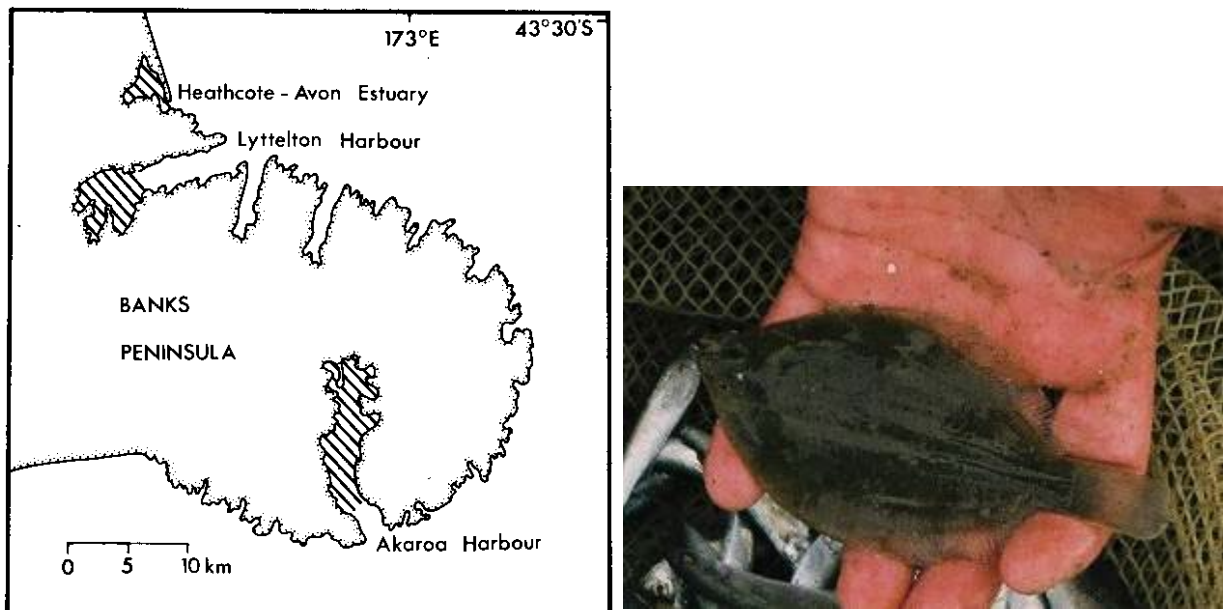 173°E
43°30'S
Heathcote - Avon Estuary
Lyttelton Harbour
BANKS
PENINSULA
Akaroa Harbour
0 5 10 km